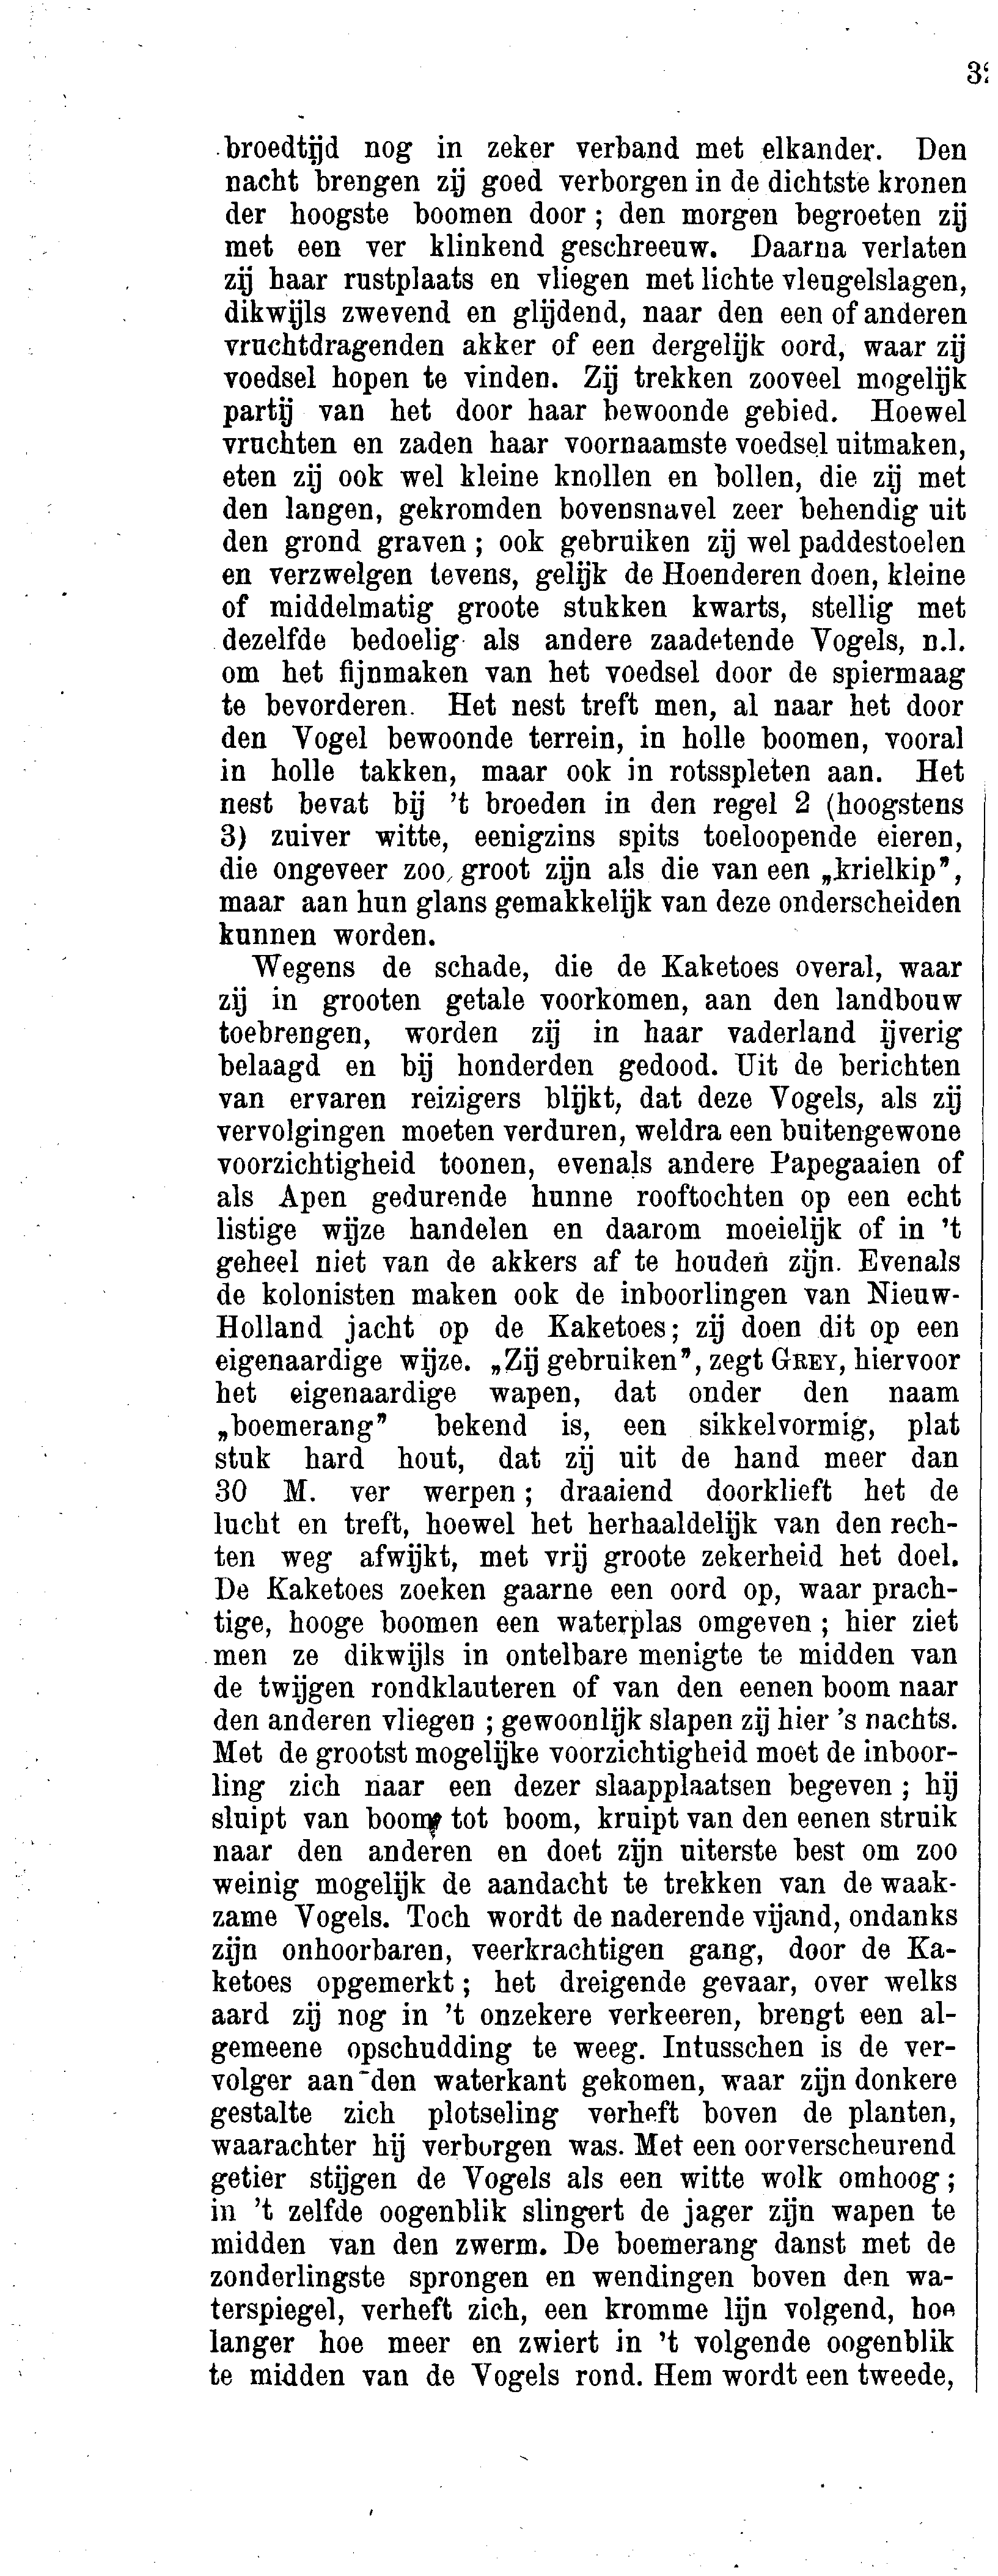 broedtijd nog in zeker verband met elkander. Den
nacht brengen zij goed verborgen in de dichtste kronen
der hoogste boomen door ; den morgen begroeten zij
met een ver klinkend geschreeuw. Daarna verlaten
zij haar rustplaats en vliegen met lichte vleugelslagen,
dikwijls zwevend en glijdend, naar den een of anderen
vruchtdragenden akker of een dergelijk oord, waar zij
voedsel hopen te vinden. Zij trekken zooveel mogelijk
partij van het door haar bewoonde gebied. Hoewel
vruchten en zaden haar voornaamste voedsel uitmaken,
eten zij ook wel kleine knollen en bollen, die zij met
den langen, gekromden bovensnavel zeer behendig uit
den grond graven ; ook gebruiken zij wel paddestoelen
en verzwelgen tevens, gelijk de Hoenderen doen, kleine
of middelmatig groote stukken kwarts, stellig met
dezelfde bedoelig als andere zaadetende Vogels, n.l.
om het fijnmaken van het voedsel door de spiermaag
te bevorderen. Het nest treft men, al naar het door
den Vogel bewoonde terrein, in holle boomen, vooral
in holle takken, maar ook in rotsspleten aan. Het
nest bevat bij 't broeden in den regel 2 (hoogstens
3) zuiver witte, eenigzins spits toeloopende eieren,
die ongeveer zoo groot zijn als die van een „krielkip”,
maar aan hun glans gemakkelijk van deze onderscheiden
kunnen worden.
Wegens de schade, die de Kaketoes overal, waar
zij in grooten getale voorkomen, aan den landbouw
toebrengen, worden zij in haar vaderland ijverig
belaagd en bij honderden gedood. Uit de berichten
van ervaren reizigers blijkt, dat deze Vogels, als zij
vervolgingen moeten verduren, weldra een buitengewone
voorzichtigheid toonen, evenals andere Papegaaien of
als Apen gedurende hunne rooftochten op een echt
listige wijze handelen en daarom moeielijk of in 't
geheel niet van de akkers af te houden zijn. Evenals
de kolonisten maken ook de inboorlingen van Nieuw-
Holland jacht op de Kaketoes; zij doen dit op een
eigenaardige wijze. „Zij gebruiken”, zegt GREY, hiervoor
het eigenaardige wapen, dat onder den naam
„boemerang” bekend is, een sikkelvormig, plat
stuk hard hout, dat zij uit de hand meer dan
30 M. ver werpen ; draaiend doorklieft het de
lucht en treft, hoewel het herhaaldelijk van den rech-
ten weg afwijkt, met vrij groote zekerheid het doel.
De Kaketoes zoeken gaarne een oord op, waar prach-
tige, hooge boomen een waterplas omgeven ; hier ziet
men ze dikwijls in ontelbare menigte te midden van
de twijgen rondklauteren of van den eenen boom naar
den anderen vliegen ; gewoonlijk slapen zij hier 's nachts.
Met de grootst mogelijke voorzichtigheid moet de inboor-
ling zich naar een dezer slaapplaatsen begeven ; hij
sluipt van boom tot boom, kruipt van den eenen struik
naar den anderen en doet zijn uiterste best om zoo
weinig mogelijk de aandacht te trekken van de waak-
zame Vogels. Toch wordt de naderende vijand, ondanks
zijn onhoorbaren, veerkrachtigen gang, door de Ka-
ketoes opgemerkt ; het dreigende gevaar, over welks
aard zij nog in 't onzekere verkeeren, brengt een al-
gemeene opschudding te weeg. Intusschen is de ver-
volger aan den waterkant gekomen, waar zijn donkere
gestalte zich plotseling verheft boven de planten,
waarachter hij verborgen was. Met een oorverscheurend
getier stijgen de Vogels als een witte wolk omhoog ;
in 't zelfde oogenblik slingert de jager zijn wapen te
midden van den zwerm. De boemerang danst met de
zonderlingste sprongen en wendingen boven den wa-
terspiegel, verheft zich, een kromme lijn volgend, hoe
langer hoe meer en zwiert in 't volgende oogenblik
te midden van de Vogels rond. Hem wordt een tweede,